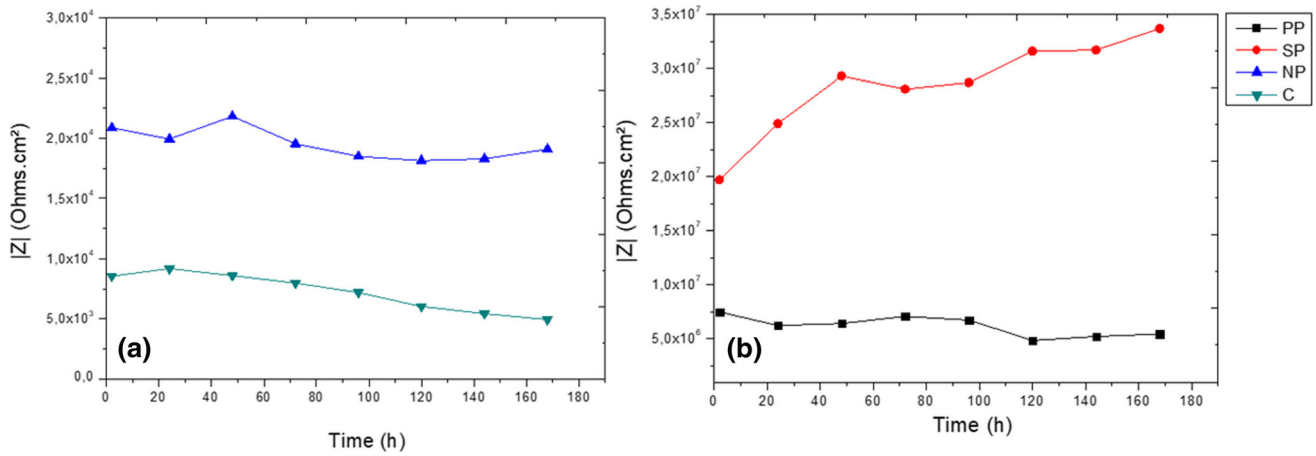 3,0x10⁴
2,5x10⁴
2,0x10⁴
1,5x10⁴
1,0x10⁴
5,0x10³
0,0
|Z| (Ohms.cm²)
(a)
0 20 40 60 80 100 120 140 160 180
Time (h)
3,5x10⁷
3,0x10⁷
2,5x10⁷
2,0x10⁷
1,5x10⁷
1,0x10⁷
5,0x10⁶
|Z| (Ohms.cm²)
(b)
0 20 40 60 80 100 120 140 160 180
Time (h)
PP
SP
NP
C